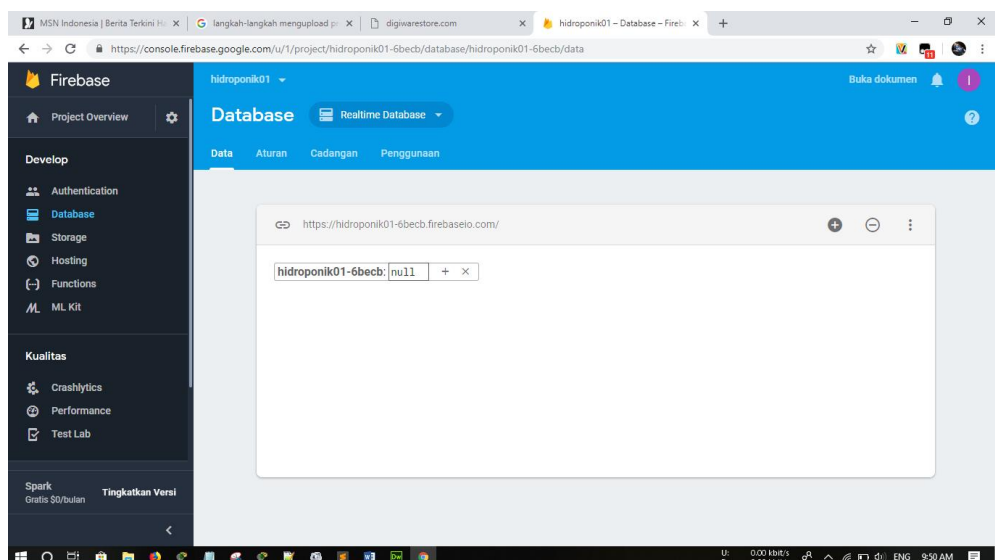 MSN Indonesia | Berita Terkini Ha
langkah-langkah mengupload pr
digiwarestore.com
hidroponik01 – Database – Fireb
https://console.firebase.google.com/u/1/project/hidroponik01-6becb/database/hidroponik01-6becb/data
11
Firebase
hidroponik01
Buka dokumen
I
Project Overview
Database
Realtime Database
?
Data Aturan Cadangan Penggunaan
Develop
Authentication
Database
Storage
Hosting
Functions
ML Kit
https://hidroponik01-6becb.firebaseio.com/
hidroponik01-6becb: null + ×
Kualitas
Crashlytics
Performance
Test Lab
Spark
Gratis $0/bulan
Tingkatkan Versi
U: 0.00 kbit/s
ENG 9:50 AM